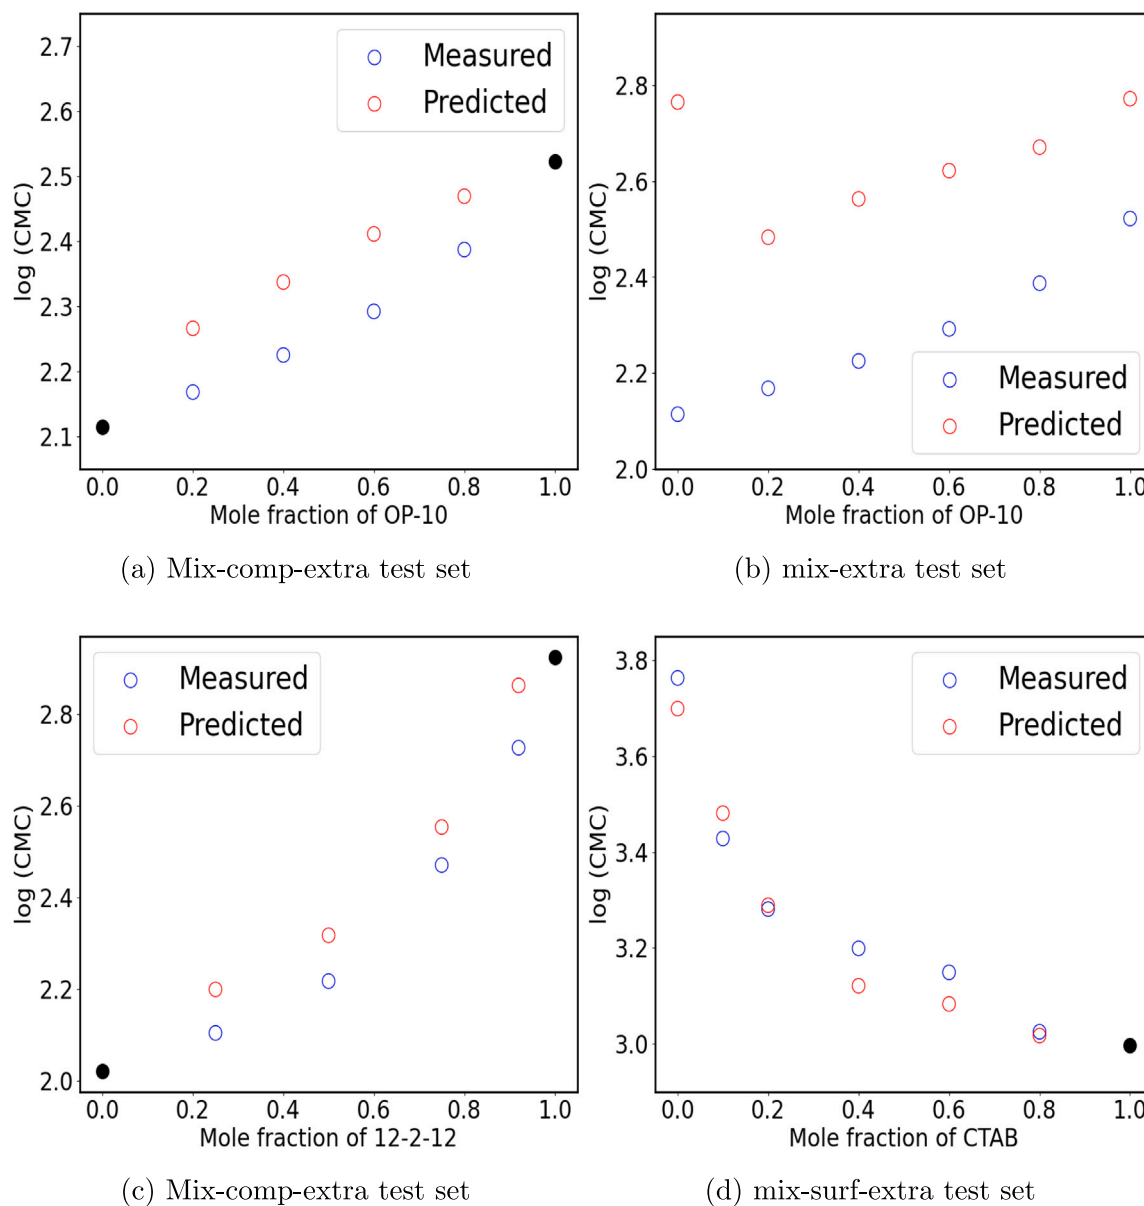 2.7
2.6
2.5
2.4
2.3
2.2
2.1
log (CMC)
Measured
Predicted
0.0 0.2 0.4 0.6 0.8 1.0
Mole fraction of OP-10
(a) Mix-comp-extra test set
2.8
2.6
2.4
2.2
2.0
log (CMC)
Measured
Predicted
0.0 0.2 0.4 0.6 0.8 1.0
Mole fraction of OP-10
(b) mix-extra test set
2.8
2.6
2.4
2.2
2.0
log (CMC)
Measured
Predicted
0.0 0.2 0.4 0.6 0.8 1.0
Mole fraction of 12-2-12
(c) Mix-comp-extra test set
3.8
3.6
3.4
3.2
3.0
log (CMC)
Measured
Predicted
0.0 0.2 0.4 0.6 0.8 1.0
Mole fraction of CTAB
(d) mix-surf-extra test set